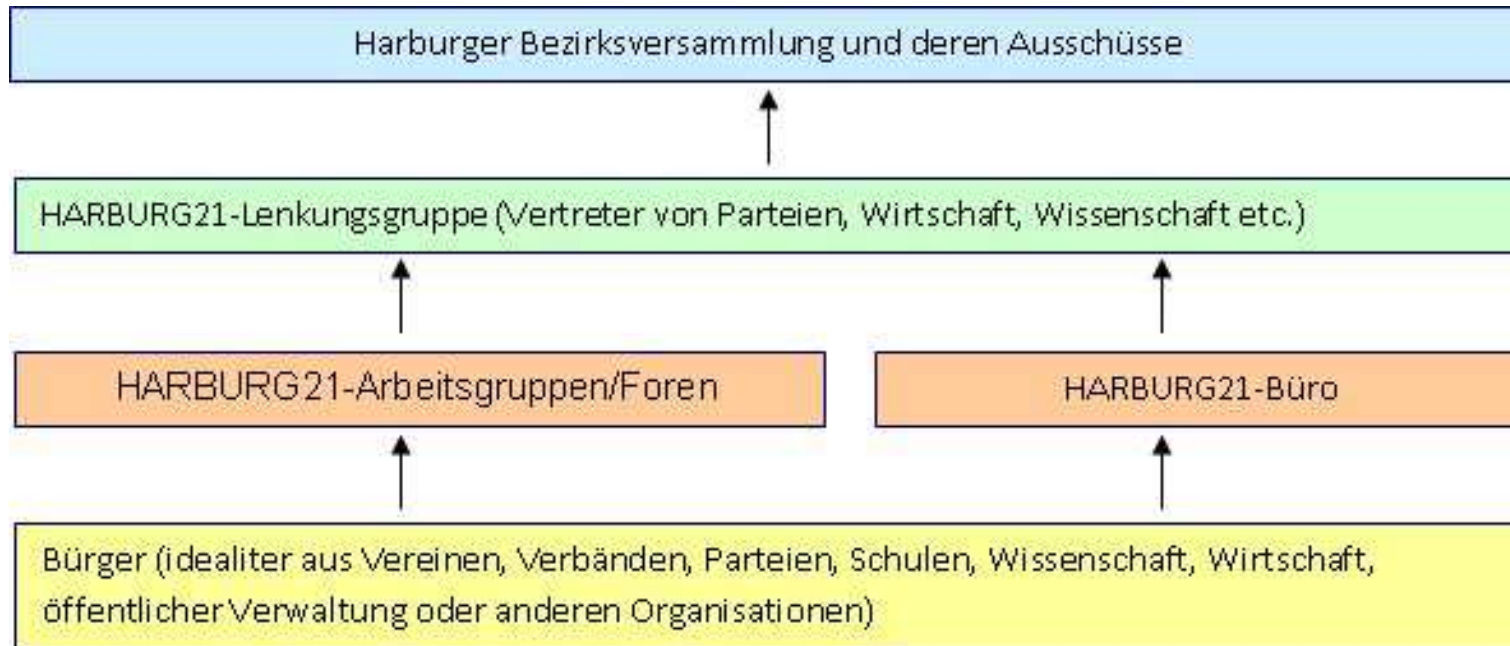 Harburger Bezirksversammlung und deren Ausschüsse
HARBURG21-Lenkungsgruppe (Vertreter von Parteien, Wirtschaft, Wissenschaft etc.)
HARBURG21-Arbeitsgruppen/Foren
HARBURG21-Büro
Bürger (idealiter aus Vereinen, Verbänden, Parteien, Schulen, Wissenschaft, Wirtschaft,
öffentlicher Verwaltung oder anderen Organisationen)